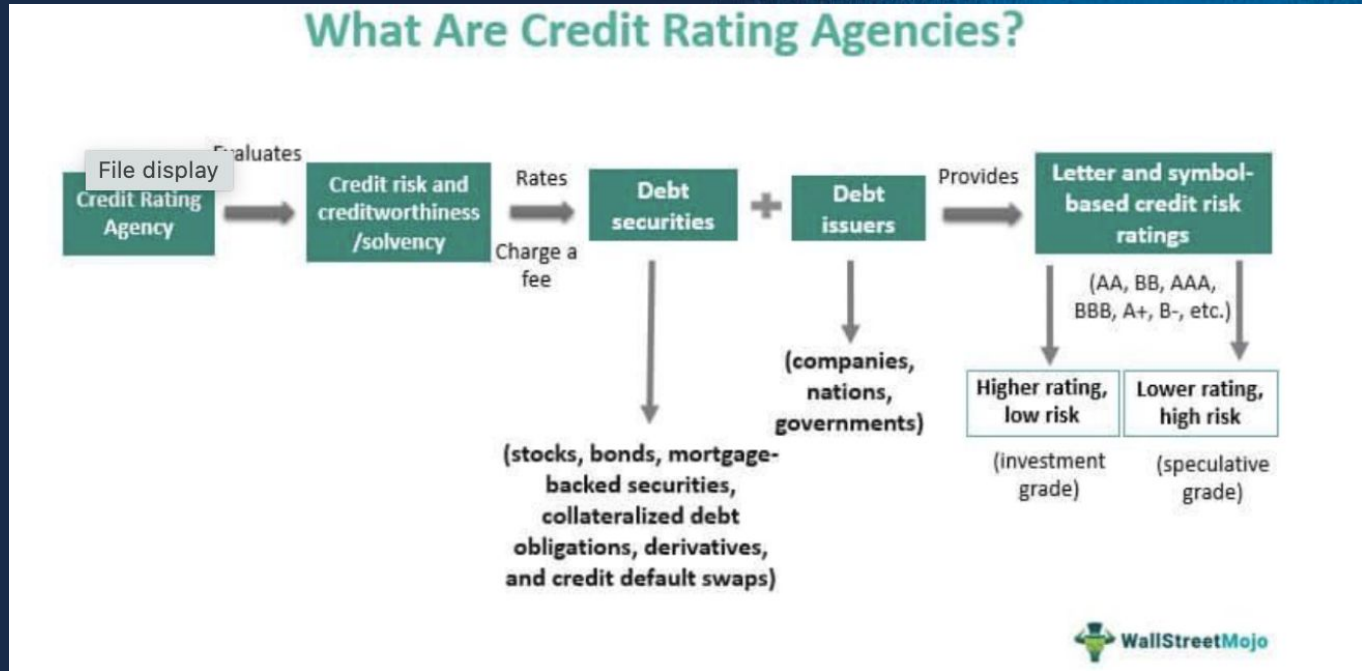 What Are Credit Rating Agencies?
File display
Credit Rating
Agency
Evaluates
Credit risk and
creditworthiness
/solvency
Rates
Charge a
fee
Debt
securities
Debt
issuers
Provides
Letter and symbol-
based credit risk
ratings
(stocks, bonds, mortgage-
backed securities,
collateralized debt
obligations, derivatives,
and credit default swaps)
(companies,
nations,
governments)
(AA, BB, AAA,
BBB, A+, B-, etc.)
Higher rating,
low risk
(investment
grade)
Lower rating,
high risk
(speculative
grade)
WallStreetMojo